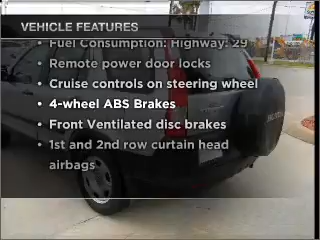 VEHICLE FEATURES
• Fuel Consumption: Highway: 29
• Remote power door locks
• Cruise controls on steering wheel
• 4-wheel ABS Brakes
• Front Ventilated disc brakes
• 1st and 2nd row curtain head
airbags